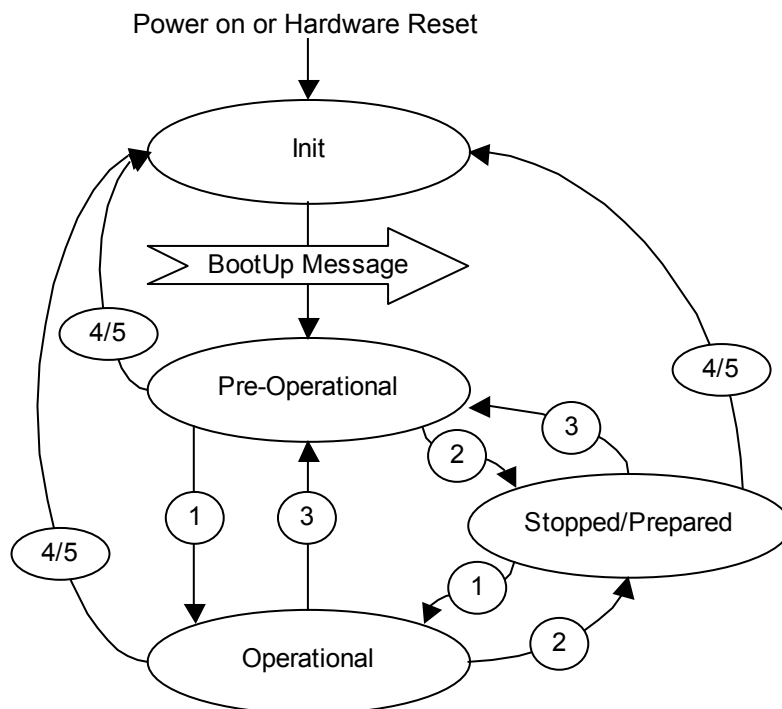 Power on or Hardware Reset
Init
BootUp Message
4/5
Pre-Operational
4/5
3
2
1
3
Stopped/Prepared
4/5
1
2
Operational